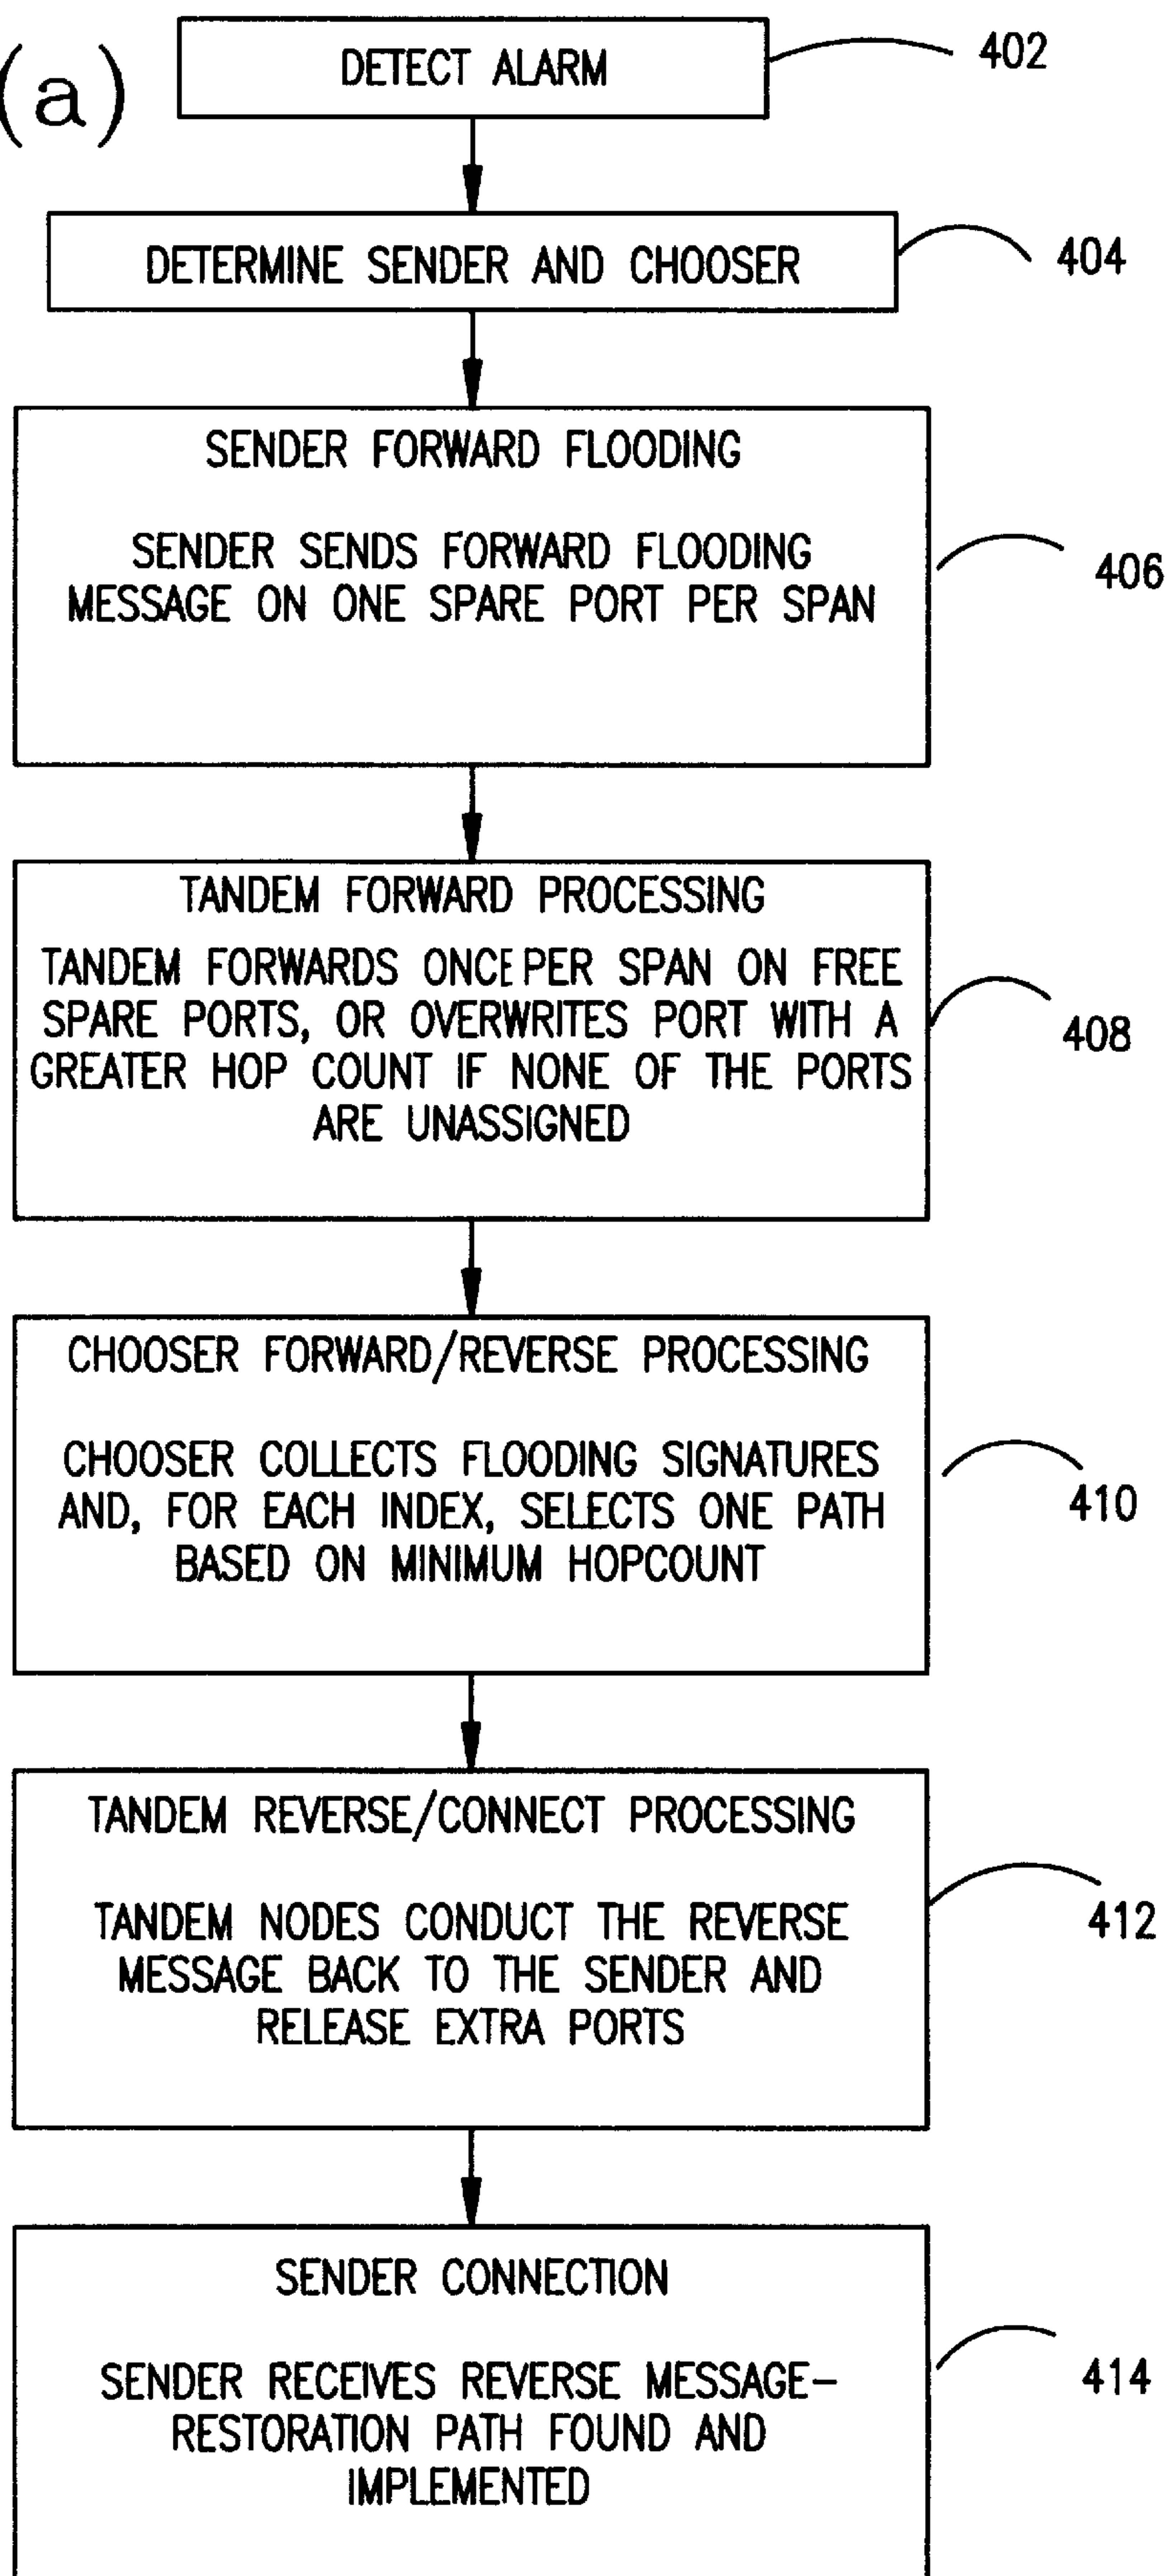 (a)
DETECT ALARM
402
DETERMINE SENDER AND CHOOSER
404
SENDER FORWARD FLOODING
SENDER SENDS FORWARD FLOODING
MESSAGE ON ONE SPARE PORT PER SPAN
406
TANDEM FORWARD PROCESSING
TANDEM FORWARDS ONCE PER SPAN ON FREE
SPARE PORTS, OR OVERWRITES PORT WITH A
GREATER HOP COUNT IF NONE OF THE PORTS
ARE UNASSIGNED
408
CHOOSER FORWARD/REVERSE PROCESSING
CHOOSER COLLECTS FLOODING SIGNATURES
AND, FOR EACH INDEX, SELECTS ONE PATH
BASED ON MINIMUM HOPCOUNT
410
TANDEM REVERSE/CONNECT PROCESSING
TANDEM NODES CONDUCT THE REVERSE
MESSAGE BACK TO THE SENDER AND
RELEASE EXTRA PORTS
412
SENDER CONNECTION
SENDER RECEIVES REVERSE MESSAGE-
RESTORATION PATH FOUND AND
IMPLEMENTED
414